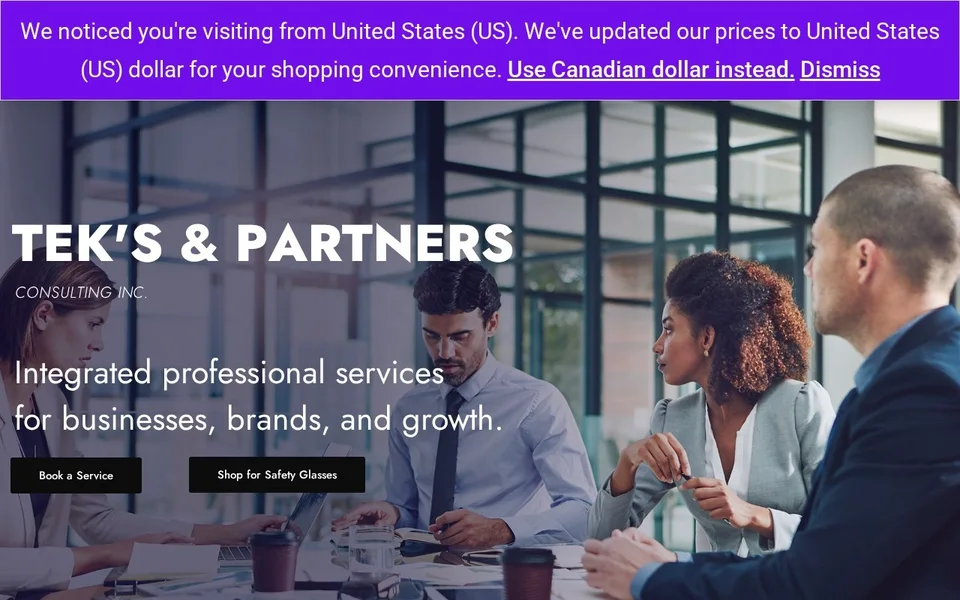 We noticed you're visiting from United States (US). We've updated our prices to United States
(US) dollar for your shopping convenience. Use Canadian dollar instead. Dismiss
TEK'S & PARTNERS
CONSULTING INC.
Integrated professional services
for businesses, brands, and growth.
Book a Service
Shop for Safety Glasses